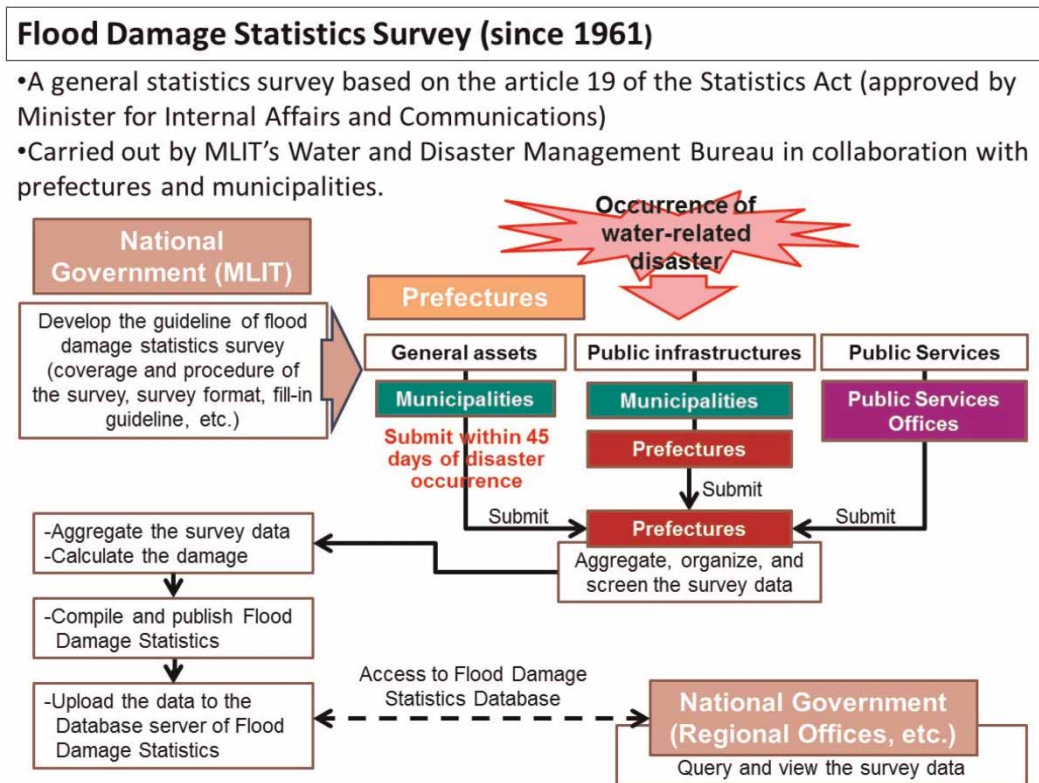 Flood Damage Statistics Survey (since 1961)
•A general statistics survey based on the article 19 of the Statistics Act (approved by
Minister for Internal Affairs and Communications)
•Carried out by MLIT's Water and Disaster Management Bureau in collaboration with
prefectures and municipalities.
Occurrence of
water-related
disaster
National
Government (MLIT)
Develop the guideline of flood
damage statistics survey
(coverage and procedure of
the survey, survey format, fill-in
guideline, etc.)
Prefectures
General assets
Municipalities
Submit within 45
days of disaster
occurrence
Submit
Public infrastructures
Municipalities
Prefectures
Submit
Public Services
Public Services
Offices
Submit
Prefectures
Aggregate, organize, and
screen the survey data
-Aggregate the survey data
-Calculate the damage
-Compile and publish Flood
Damage Statistics
-Upload the data to the
Database server of Flood
Damage Statistics
Access to Flood Damage
Statistics Database
National Government
(Regional Offices, etc.)
Query and view the survey data